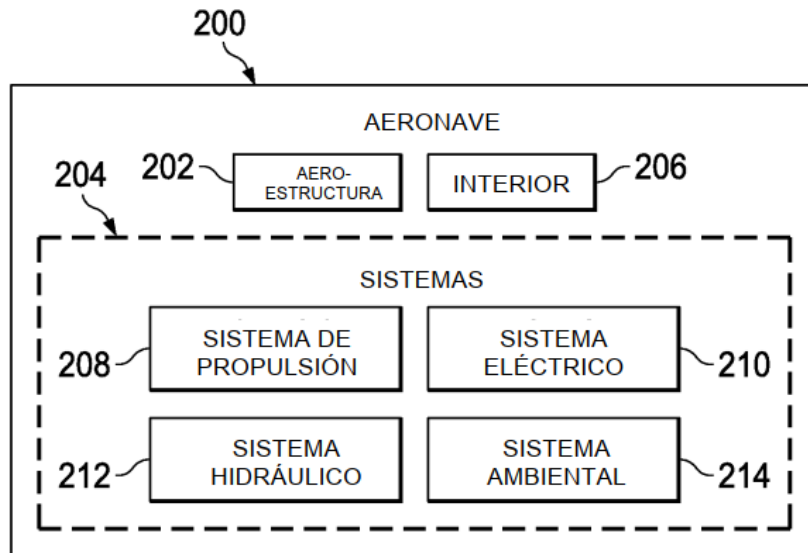 200
AERONAVE
202
AERO-
ESTRUCTURA
INTERIOR
206
204
SISTEMAS
208
SISTEMA DE
PROPULSIÓN
SISTEMA
ELÉCTRICO
210
212
SISTEMA
HIDRÁULICO
SISTEMA
AMBIENTAL
214